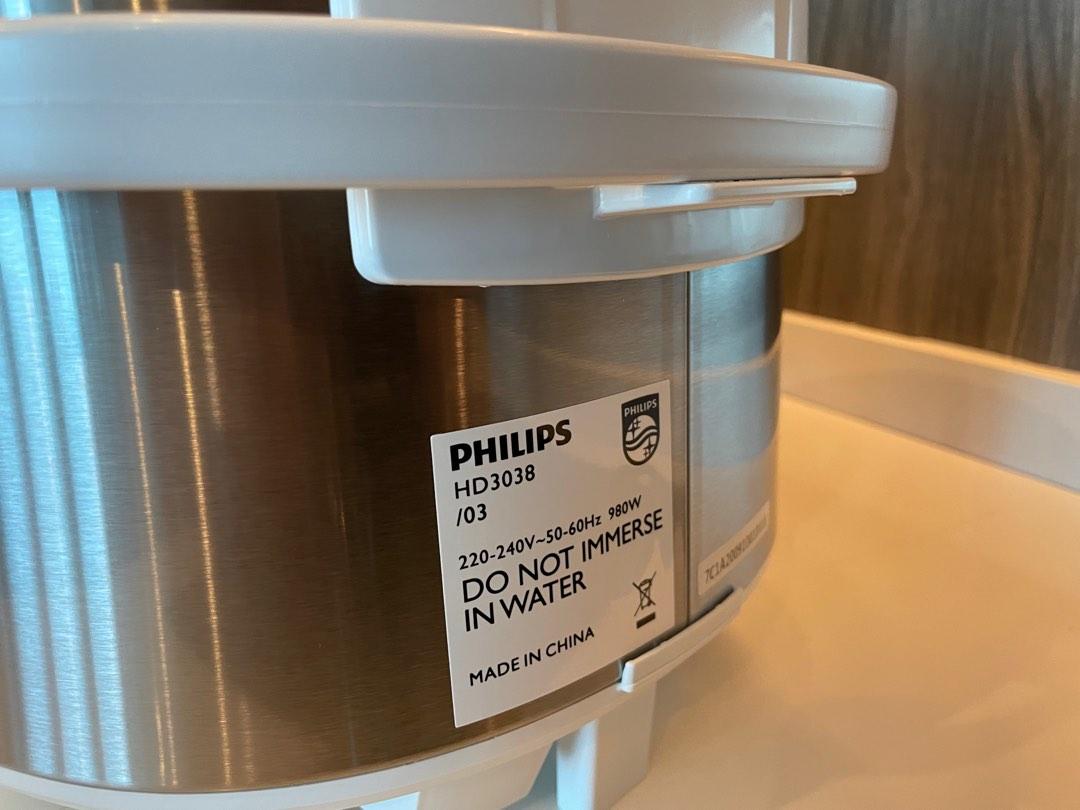 PHILIPS
PHILIPS
HD3038
/03
220-240V~50-60Hz 980W
DO NOT IMMERSE
IN WATER
MADE IN CHINA